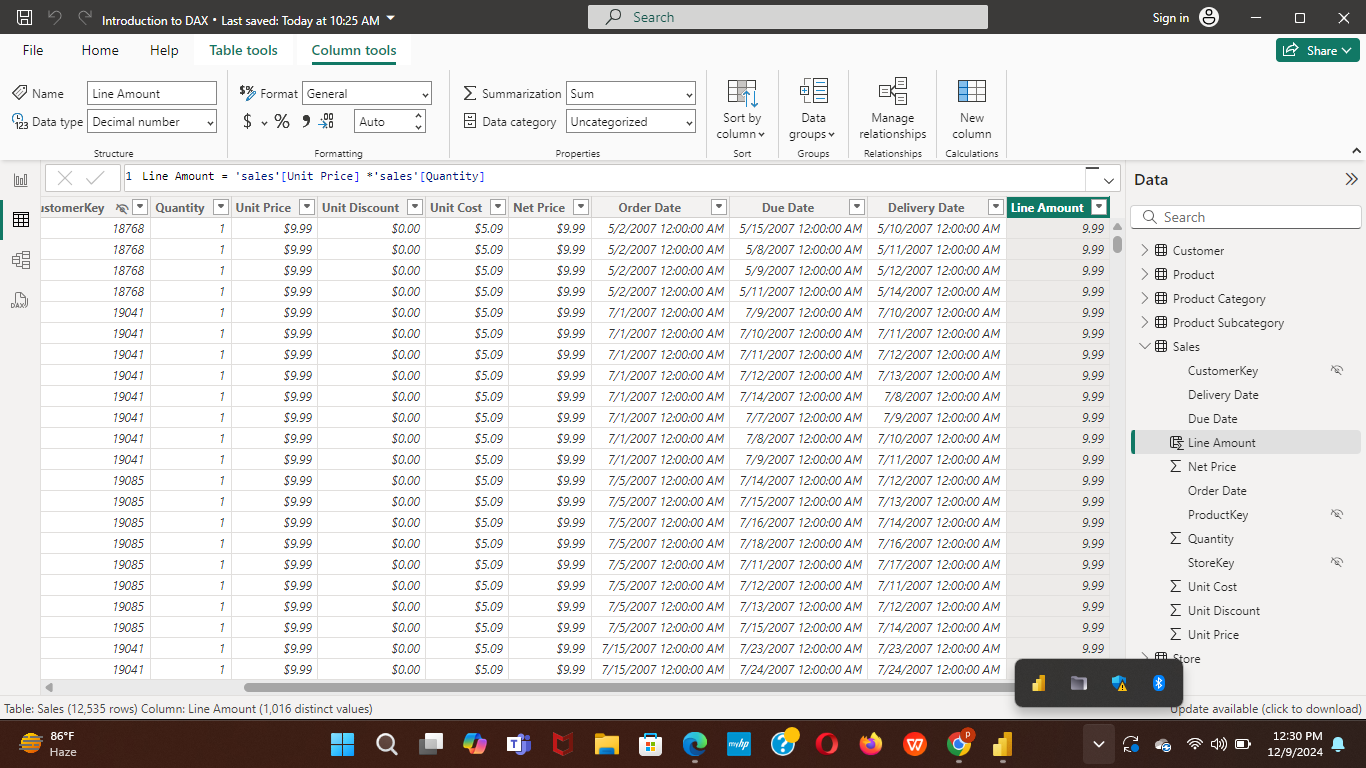 Introduction to DAX • Last saved: Today at 10:25 AM
Search
Sign in
File Home Help Table tools Column tools
Share
Name Line Amount
Data type Decimal number
Structure
Format General
$ % 9 .00 Auto
Formatting
Summarization Sum
Data category Uncategorized
Properties
Sort by column
Sort
Data groups
Groups
Manage relationships
Relationships
New column
Calculations
1 Line Amount = 'sales'[Unit Price] *'sales'[Quantity]
ustomerKey Quantity Unit Price Unit Discount Unit Cost Net Price Order Date Due Date Delivery Date Line Amount
18768 1 $9.99 $0.00 $5.09 $9.99 5/2/2007 12:00:00 AM 5/15/2007 12:00:00 AM 5/10/2007 12:00:00 AM 9.99
18768 1 $9.99 $0.00 $5.09 $9.99 5/2/2007 12:00:00 AM 5/8/2007 12:00:00 AM 5/11/2007 12:00:00 AM 9.99
18768 1 $9.99 $0.00 $5.09 $9.99 5/2/2007 12:00:00 AM 5/9/2007 12:00:00 AM 5/12/2007 12:00:00 AM 9.99
18768 1 $9.99 $0.00 $5.09 $9.99 5/2/2007 12:00:00 AM 5/11/2007 12:00:00 AM 5/14/2007 12:00:00 AM 9.99
19041 1 $9.99 $0.00 $5.09 $9.99 7/1/2007 12:00:00 AM 7/9/2007 12:00:00 AM 7/10/2007 12:00:00 AM 9.99
19041 1 $9.99 $0.00 $5.09 $9.99 7/1/2007 12:00:00 AM 7/10/2007 12:00:00 AM 7/11/2007 12:00:00 AM 9.99
19041 1 $9.99 $0.00 $5.09 $9.99 7/1/2007 12:00:00 AM 7/11/2007 12:00:00 AM 7/12/2007 12:00:00 AM 9.99
19041 1 $9.99 $0.00 $5.09 $9.99 7/1/2007 12:00:00 AM 7/12/2007 12:00:00 AM 7/13/2007 12:00:00 AM 9.99
19041 1 $9.99 $0.00 $5.09 $9.99 7/1/2007 12:00:00 AM 7/14/2007 12:00:00 AM 7/8/2007 12:00:00 AM 9.99
19041 1 $9.99 $0.00 $5.09 $9.99 7/1/2007 12:00:00 AM 7/7/2007 12:00:00 AM 7/9/2007 12:00:00 AM 9.99
19041 1 $9.99 $0.00 $5.09 $9.99 7/1/2007 12:00:00 AM 7/8/2007 12:00:00 AM 7/10/2007 12:00:00 AM 9.99
19041 1 $9.99 $0.00 $5.09 $9.99 7/1/2007 12:00:00 AM 7/9/2007 12:00:00 AM 7/11/2007 12:00:00 AM 9.99
19085 1 $9.99 $0.00 $5.09 $9.99 7/5/2007 12:00:00 AM 7/14/2007 12:00:00 AM 7/12/2007 12:00:00 AM 9.99
19085 1 $9.99 $0.00 $5.09 $9.99 7/5/2007 12:00:00 AM 7/15/2007 12:00:00 AM 7/13/2007 12:00:00 AM 9.99
19085 1 $9.99 $0.00 $5.09 $9.99 7/5/2007 12:00:00 AM 7/16/2007 12:00:00 AM 7/14/2007 12:00:00 AM 9.99
19085 1 $9.99 $0.00 $5.09 $9.99 7/5/2007 12:00:00 AM 7/18/2007 12:00:00 AM 7/16/2007 12:00:00 AM 9.99
19085 1 $9.99 $0.00 $5.09 $9.99 7/5/2007 12:00:00 AM 7/11/2007 12:00:00 AM 7/17/2007 12:00:00 AM 9.99
19085 1 $9.99 $0.00 $5.09 $9.99 7/5/2007 12:00:00 AM 7/12/2007 12:00:00 AM 7/11/2007 12:00:00 AM 9.99
19085 1 $9.99 $0.00 $5.09 $9.99 7/5/2007 12:00:00 AM 7/13/2007 12:00:00 AM 7/12/2007 12:00:00 AM 9.99
19085 1 $9.99 $0.00 $5.09 $9.99 7/5/2007 12:00:00 AM 7/15/2007 12:00:00 AM 7/14/2007 12:00:00 AM 9.99
19041 1 $9.99 $0.00 $5.09 $9.99 7/15/2007 12:00:00 AM 7/23/2007 12:00:00 AM 7/23/2007 12:00:00 AM 9.99
19041 1 $9.99 $0.00 $5.09 $9.99 7/15/2007 12:00:00 AM 7/24/2007 12:00:00 AM 7/24/2007 12:00:00 AM
Data
Search
Customer
Product
Product Category
Product Subcategory
Sales
CustomerKey
Delivery Date
Due Date
Line Amount
Net Price
Order Date
ProductKey
Quantity
StoreKey
Unit Cost
Unit Discount
Unit Price
Store
Table: Sales (12,535 rows) Column: Line Amount (1,016 distinct values)
Update available (click to download)
86°F
Haze
12:30 PM
12/9/2024